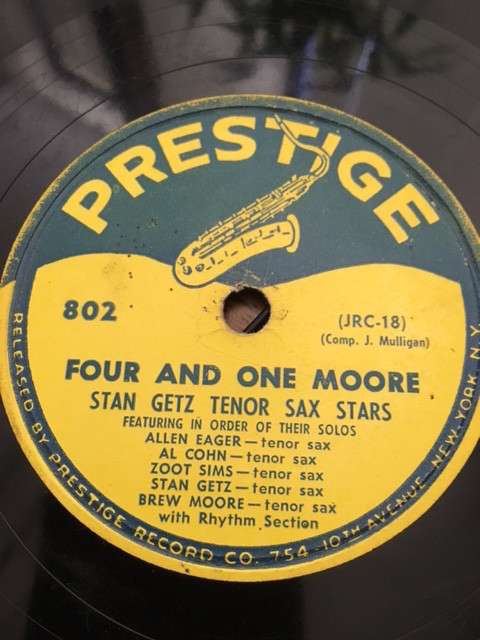 PRESTIGE
802
(JRC-18)
(Comp. J. Mulligan)
FOUR AND ONE MOORE
STAN GETZ TENOR SAX STARS
FEATURING IN ORDER OF THEIR SOLOS
ALLEN EAGER—tenor sax
AL COHN—tenor sax
ZOOT SIMS—tenor sax
STAN GETZ—tenor sax
BREW MOORE—tenor sax
with Rhythm Section
RELEASED BY PRESTIGE RECORD CO. 754 - 10TH AVENUE NEW YORK N.Y.